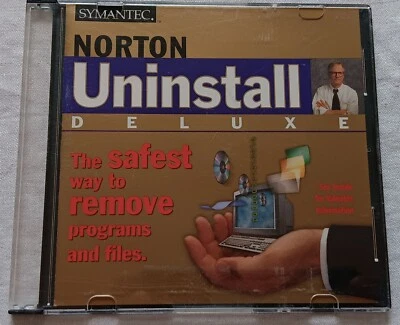 SYMANTEC.
NORTON
Uninstall
DELUXE
The safest
way to
remove
programs
and files.